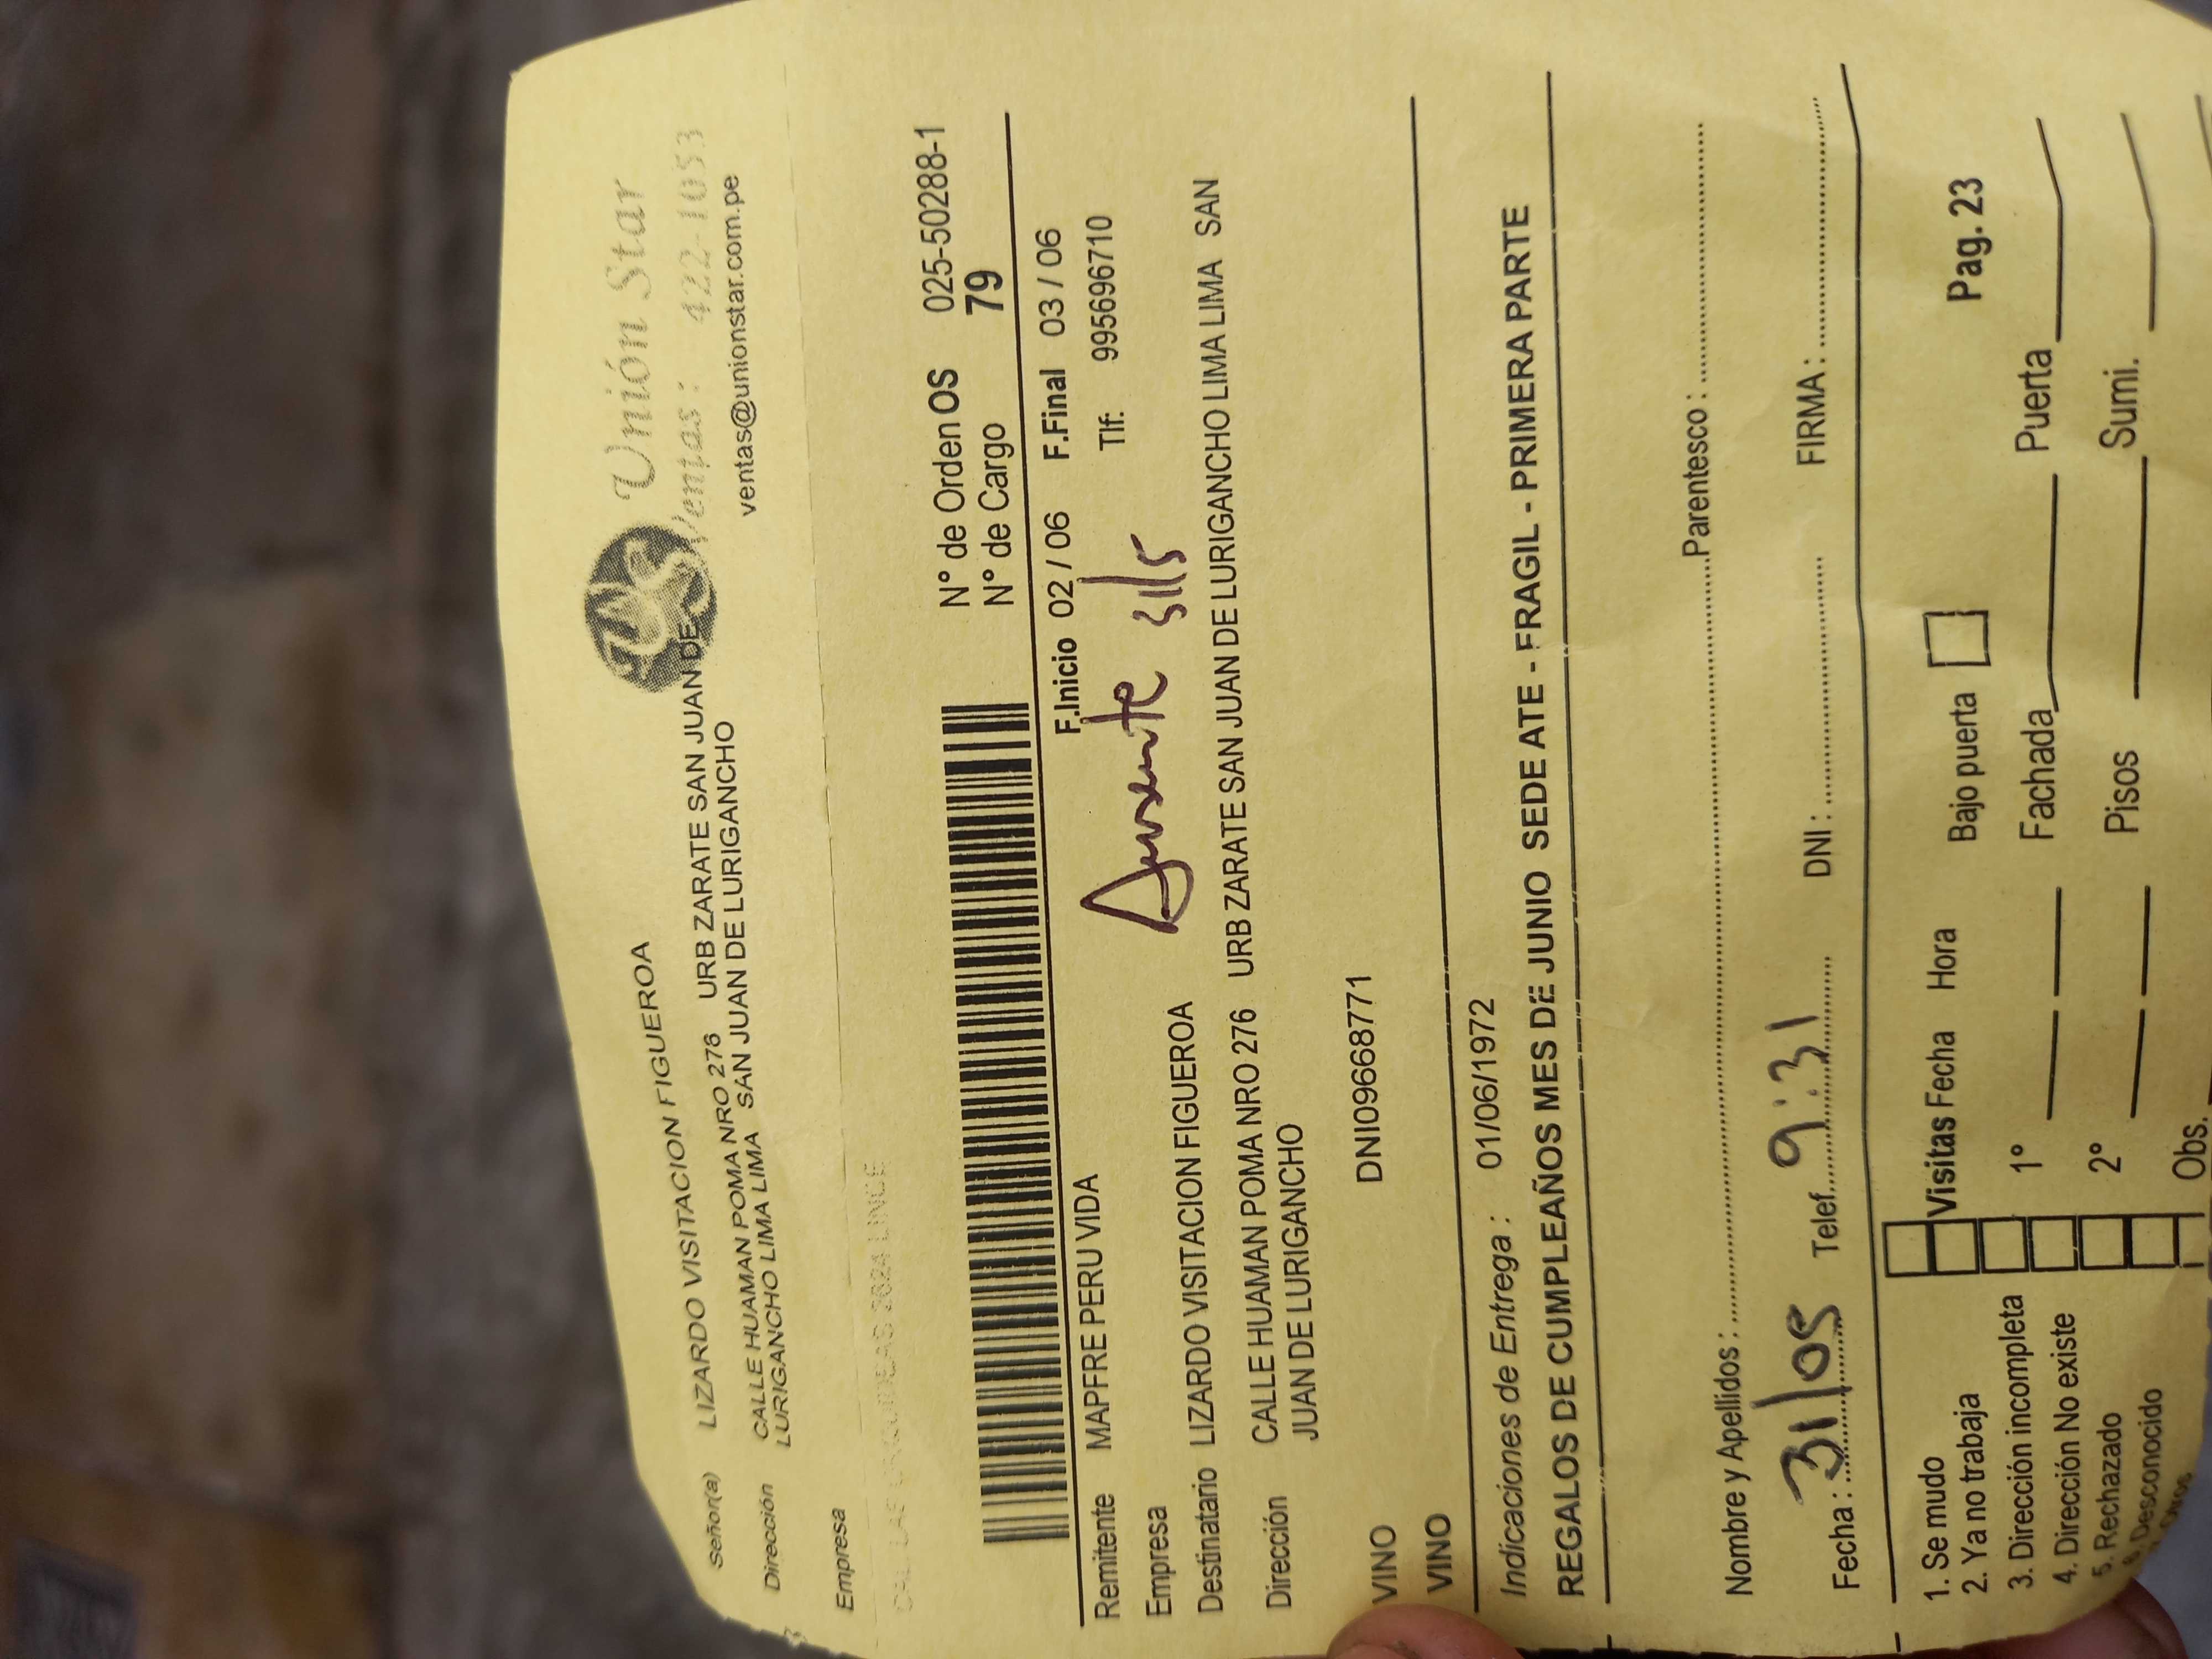 Unión Star
Ventas: 422-1053
ventas@unionstar.com.pe
Señor(a) LIZARDO VISITACION FIGUEROA
Dirección CALLE HUAMAN POMA NRO 276 URB ZARATE SAN JUAN DE
LURIGANCHO LIMA LIMA SAN JUAN DE LURIGANCHO
Empresa
N° de Orden OS 025-50288-1
N° de Cargo 79
F.Inicio 02 / 06 F.Final 03 / 06
Remitente MAPFRE PERU VIDA Tlf: 995696710
Empresa Ausente 31/5
Destinatario LIZARDO VISITACION FIGUEROA
Dirección CALLE HUAMAN POMA NRO 276 URB ZARATE SAN JUAN DE LURIGANCHO LIMA LIMA SAN
JUAN DE LURIGANCHO
VINO DNI09668771
VINO
Indicaciones de Entrega : 01/06/1972
REGALOS DE CUMPLEAÑOS MES DE JUNIO SEDE ATE - FRAGIL - PRIMERA PARTE
Nombre y Apellidos : Parentesco :
Fecha : 31/05 Telef. 9:31 DNI : FIRMA :
1. Se mudo
2. Ya no trabaja Visitas Fecha Hora Bajo puerta Pag. 23
3. Dirección incompleta 1° Fachada Puerta
4. Dirección No existe
5. Rechazado 2° Pisos Sumi.
6. Desconocido
Otros Obs.